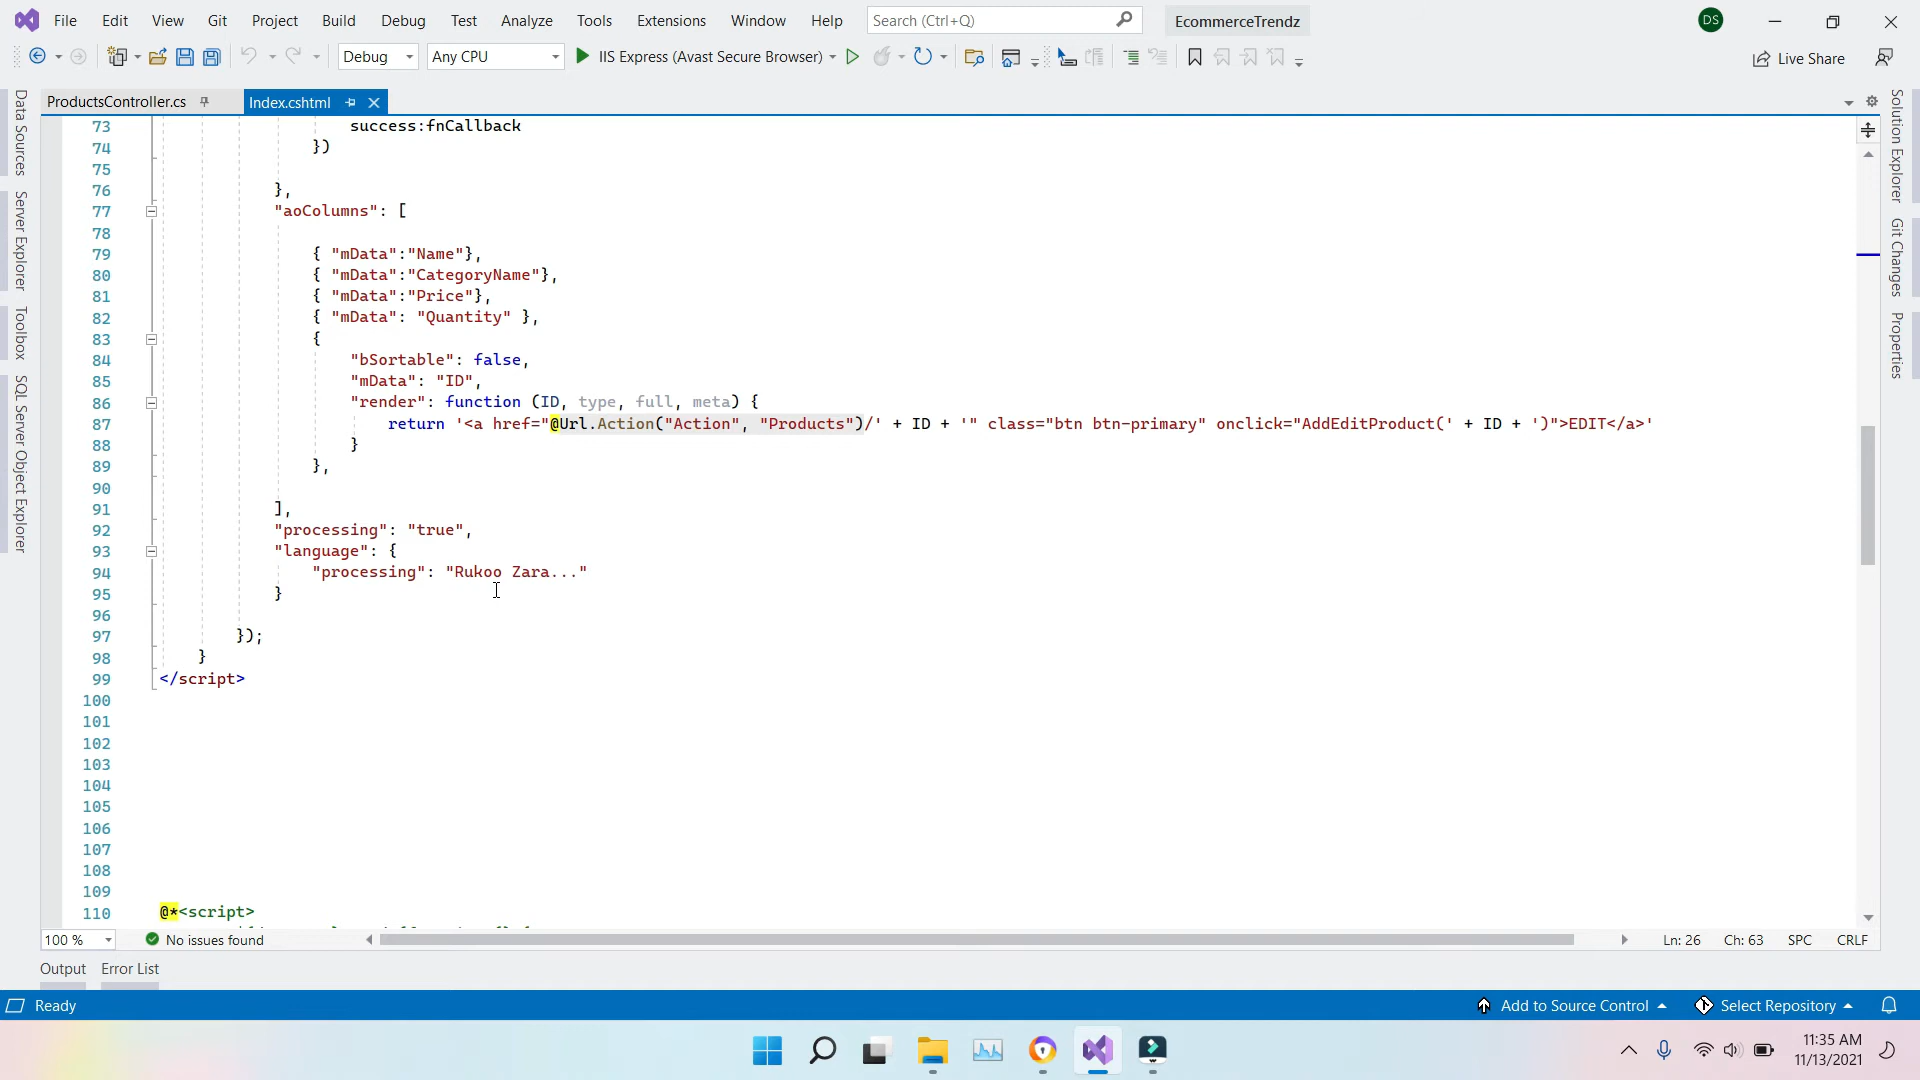 File Edit View Git Project Build Debug Test Analyze Tools Extensions Window Help Search (Ctrl+Q) EcommerceTrendz DS
Debug Any CPU IIS Express (Avast Secure Browser) Live Share
Data Sources
Server Explorer
Toolbox
SQL Server Object Explorer
ProductsController.cs Index.cshtml
73 success:fnCallback
74 })
75
76 },
77 "aoColumns": [
78
79 { "mData":"Name"},
80 { "mData":"CategoryName"},
81 { "mData":"Price"},
82 { "mData": "Quantity" },
83 {
84 "bSortable": false,
85 "mData": "ID",
86 "render": function (ID, type, full, meta) {
87 return '<a href="@Url.Action("Action", "Products")/' + ID + '" class="btn btn-primary" onclick="AddEditProduct(' + ID + ')">EDIT</a>'
88 }
89 },
90
91 ],
92 "processing": "true",
93 "language": {
94 "processing": "Rukoo Zara..."
95 }
96
97 });
98 }
99 </script>
100
101
102
103
104
105
106
107
108
109
110 @*<script>
Solution Explorer
Git Changes
Properties
100 % No issues found Ln: 26 Ch: 63 SPC CRLF
Output Error List
Ready Add to Source Control Select Repository
11:35 AM
11/13/2021